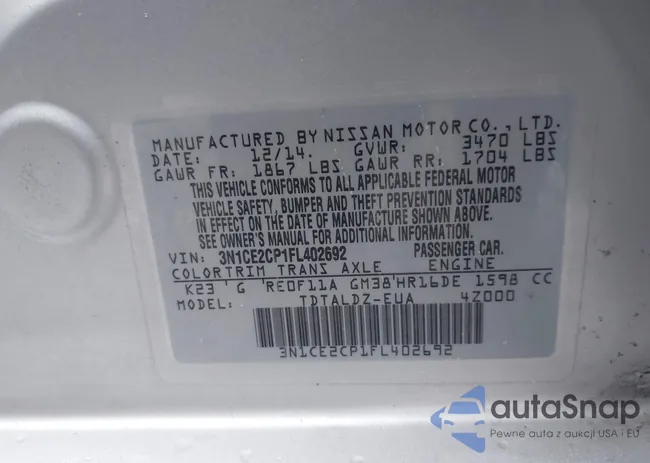 MANUFACTURED BY NISSAN MOTOR CO., LTD.
DATE: 12/14. GVWR: 3470 LBS
GAWR FR: 1867 LBS GAWR RR: 1704 LBS
THIS VEHICLE CONFORMS TO ALL APPLICABLE FEDERAL MOTOR
VEHICLE SAFETY, BUMPER AND THEFT PREVENTION STANDARDS
IN EFFECT ON THE DATE OF MANUFACTURE SHOWN ABOVE.
SEE OWNER'S MANUAL FOR ADDITIONAL INFORMATION.
VIN: 3N1CE2CP1FL402692 PASSENGER CAR.
COLOR TRIM TRANS AXLE ENGINE
K23 ' G 'RE0F11A GM38'HR16DE 1598 CC
MODEL: TDTALDZ-EUA 4Z000
3N1CE2CP1FL402692
autaSnap
Pewne auta z aukcji USA i EU